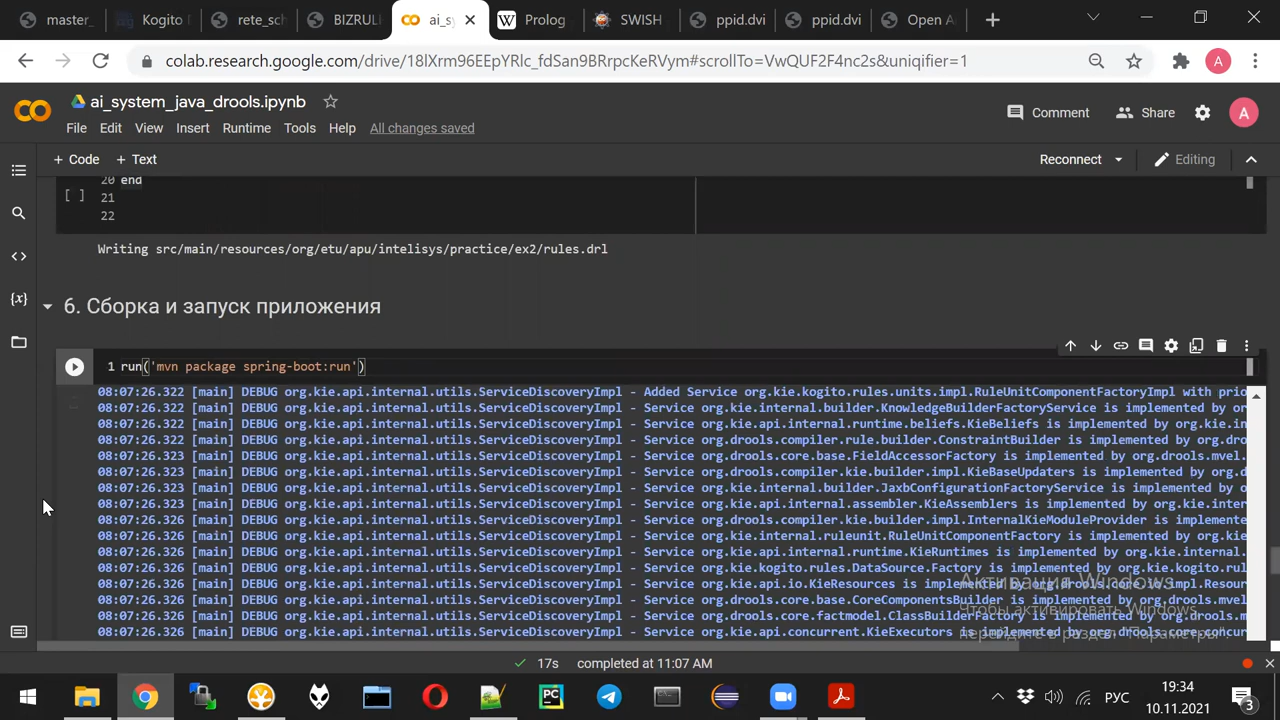 master_
Kogito D
rete_sch
BIZRULI
ai_sy
Prolog
SWISH
ppid.dvi
ppid.dvi
Open A
colab.research.google.com/drive/18lXrm96EEpYRlc_fdSan9BRrpcKeRVym#scrollTo=VwQUF2F4nc2s&uniqifier=1
A
ai_system_java_drools.ipynb
Comment
Share
A
File Edit View Insert Runtime Tools Help All changes saved
+ Code + Text
Reconnect
Editing
20 end
[ ] 21
22
Writing src/main/resources/org/etu/apu/intelisys/practice/ex2/rules.drl
6. Сборка и запуск приложения
1 run('mvn package spring-boot:run')
08:07:26.322 [main] DEBUG org.kie.api.internal.utils.ServiceDiscoveryImpl - Added Service org.kie.kogito.rules.units.impl.RuleUnitComponentFactoryImpl with prio
08:07:26.322 [main] DEBUG org.kie.api.internal.utils.ServiceDiscoveryImpl - Service org.kie.internal.builder.KnowledgeBuilderFactoryService is implemented by or
08:07:26.323 [main] DEBUG org.kie.api.internal.utils.ServiceDiscoveryImpl - Service org.kie.api.internal.runtime.beliefs.KieBeliefs is implemented by org.kie.in
08:07:26.323 [main] DEBUG org.kie.api.internal.utils.ServiceDiscoveryImpl - Service org.drools.compiler.rule.builder.ConstraintBuilder is implemented by org.dro
08:07:26.323 [main] DEBUG org.kie.api.internal.utils.ServiceDiscoveryImpl - Service org.drools.core.base.FieldAccessorFactory is implemented by org.drools.mvel.
08:07:26.323 [main] DEBUG org.kie.api.internal.utils.ServiceDiscoveryImpl - Service org.drools.compiler.kie.builder.impl.KieBaseUpdaters is implemented by org.d
08:07:26.323 [main] DEBUG org.kie.api.internal.utils.ServiceDiscoveryImpl - Service org.kie.internal.builder.JaxbConfigurationFactoryService is implemented by o
08:07:26.323 [main] DEBUG org.kie.api.internal.utils.ServiceDiscoveryImpl - Service org.kie.api.internal.assembler.KieAssemblers is implemented by org.kie.inter
08:07:26.326 [main] DEBUG org.kie.api.internal.utils.ServiceDiscoveryImpl - Service org.drools.compiler.kie.builder.impl.InternalKieModuleProvider is implemente
08:07:26.326 [main] DEBUG org.kie.api.internal.utils.ServiceDiscoveryImpl - Service org.kie.internal.ruleunit.RuleUnitComponentFactory is implemented by org.kie
08:07:26.326 [main] DEBUG org.kie.api.internal.utils.ServiceDiscoveryImpl - Service org.kie.api.internal.runtime.KieRuntimes is implemented by org.kie.internal.
08:07:26.326 [main] DEBUG org.kie.api.internal.utils.ServiceDiscoveryImpl - Service org.kie.kogito.rules.DataSource.Factory is implemented by org.kie.kogito.rul
08:07:26.326 [main] DEBUG org.kie.api.internal.utils.ServiceDiscoveryImpl - Service org.kie.api.io.KieResources is implemented by org.drools.core.io.impl.Resour
08:07:26.326 [main] DEBUG org.kie.api.internal.utils.ServiceDiscoveryImpl - Service org.drools.core.base.CoreComponentsBuilder is implemented by org.drools.mvel
08:07:26.326 [main] DEBUG org.kie.api.internal.utils.ServiceDiscoveryImpl - Service org.drools.core.factmodel.ClassBuilderFactory is implemented by org.drools.m
08:07:26.326 [main] DEBUG org.kie.api.internal.utils.ServiceDiscoveryImpl - Service org.kie.api.concurrent.KieExecutors is implemented by org.drools.core.concur
Активация Windows
Чтобы активировать Windows,
перейдите в раздел "Параметры".
17s completed at 11:07 AM
РУС
19:34
10.11.2021
3